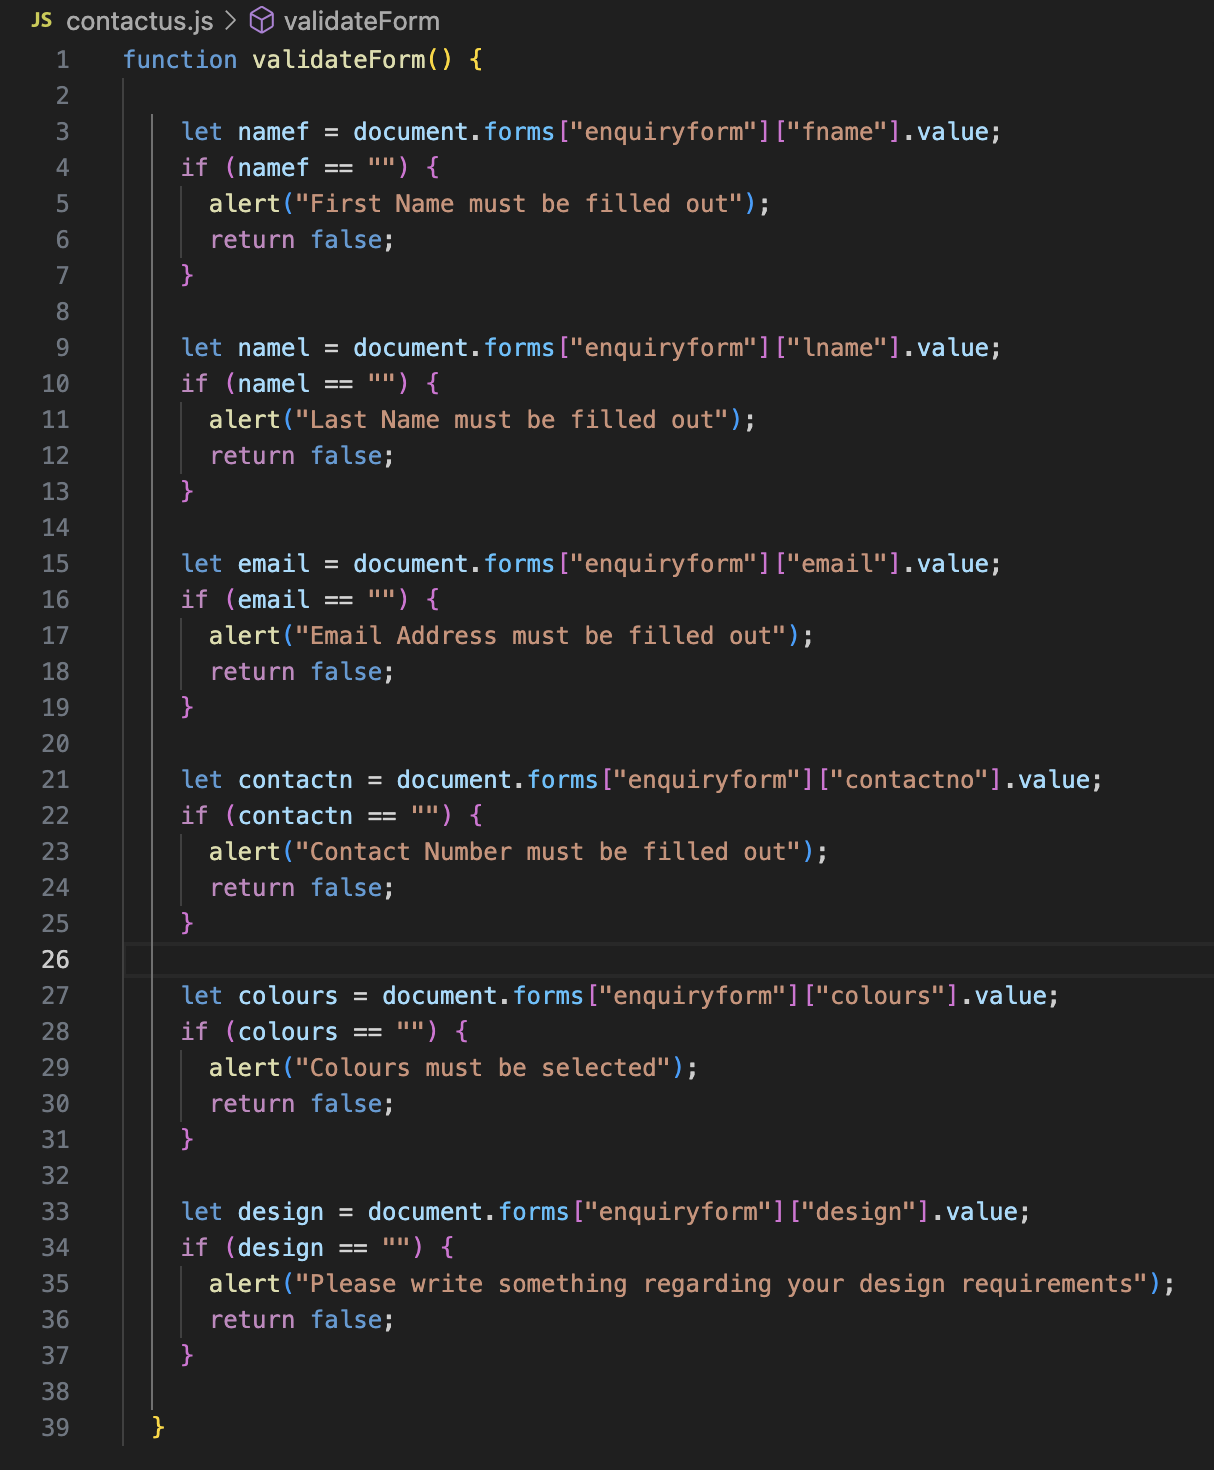 JS contactus.js > validateForm
1 function validateForm() {
2
3 let namef = document.forms["enquiryform"]["fname"].value;
4 if (namef == "") {
5 alert("First Name must be filled out");
6 return false;
7 }
8
9 let namel = document.forms["enquiryform"]["lname"].value;
10 if (namel == "") {
11 alert("Last Name must be filled out");
12 return false;
13 }
14
15 let email = document.forms["enquiryform"]["email"].value;
16 if (email == "") {
17 alert("Email Address must be filled out");
18 return false;
19 }
20
21 let contactn = document.forms["enquiryform"]["contactno"].value;
22 if (contactn == "") {
23 alert("Contact Number must be filled out");
24 return false;
25 }
26
27 let colours = document.forms["enquiryform"]["colours"].value;
28 if (colours == "") {
29 alert("Colours must be selected");
30 return false;
31 }
32
33 let design = document.forms["enquiryform"]["design"].value;
34 if (design == "") {
35 alert("Please write something regarding your design requirements");
36 return false;
37 }
38
39 }